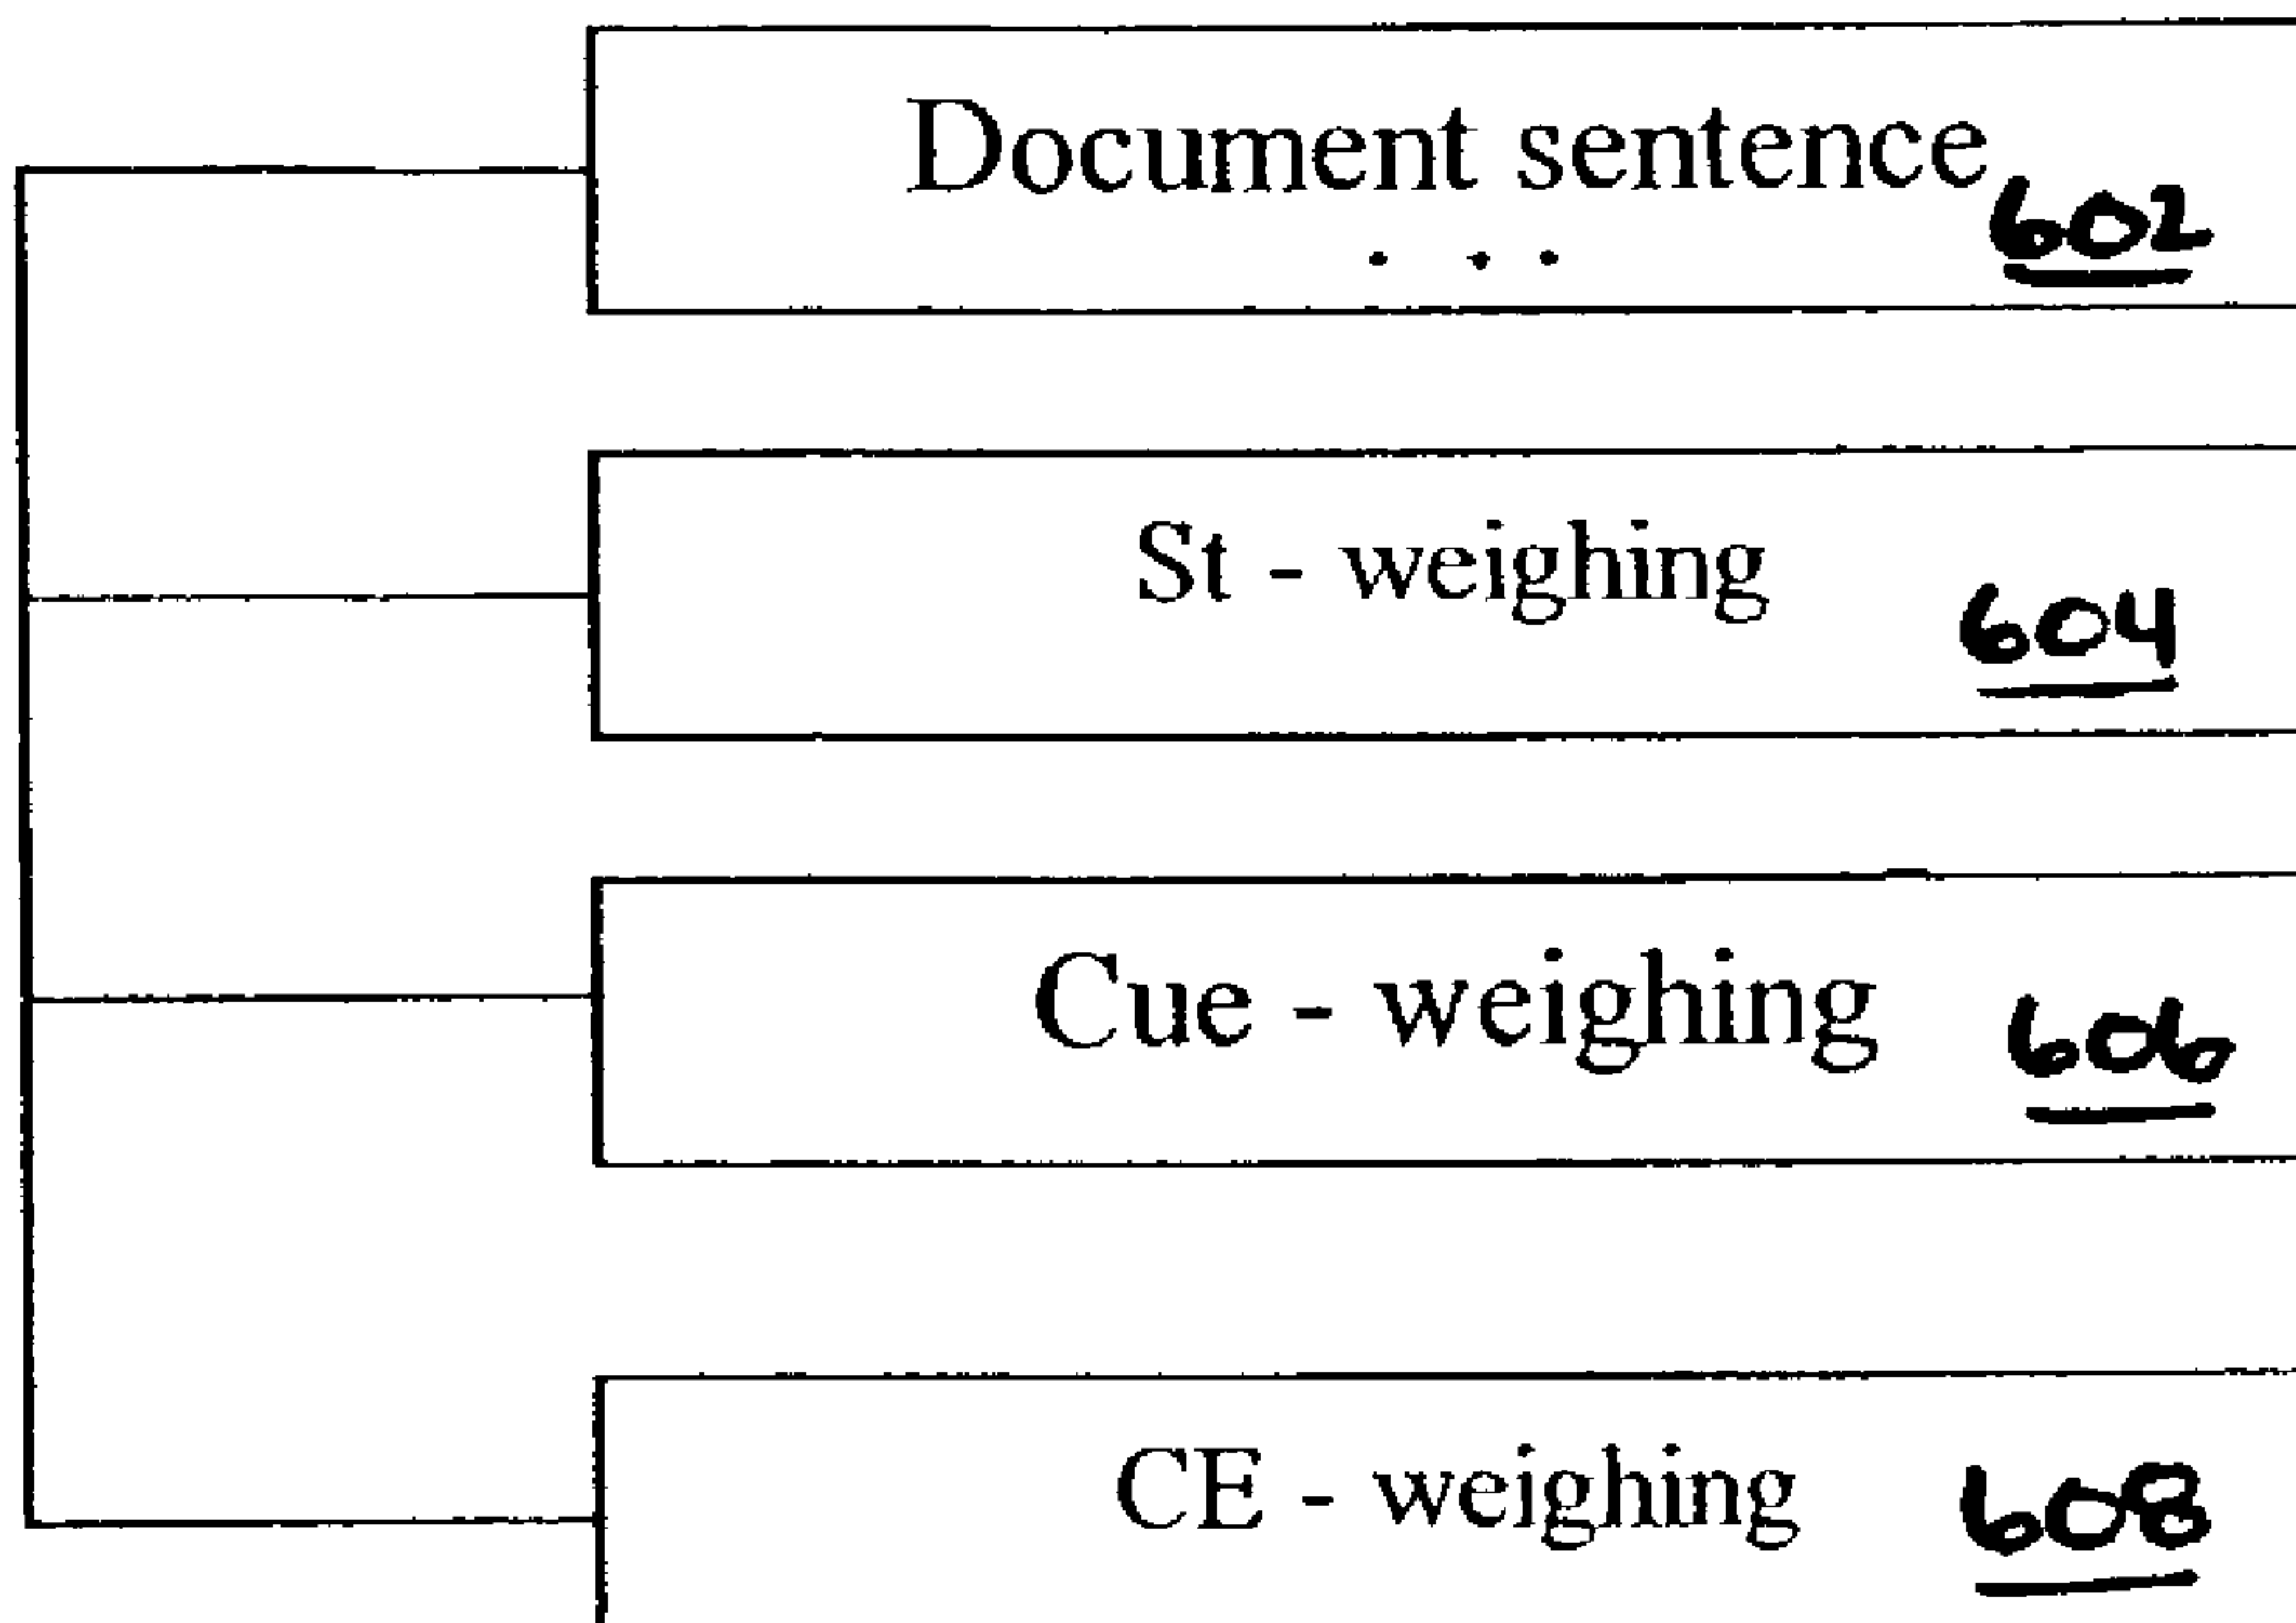 Document sentence 602
. . .
St - weighing 604
Cue - weighing 606
CE - weighing 608